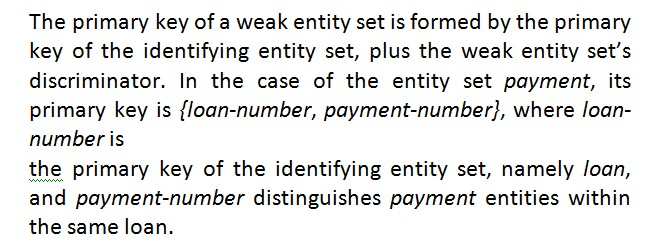 The primary key of a weak entity set is formed by the primary
key of the identifying entity set, plus the weak entity set’s
discriminator. In the case of the entity set payment, its
primary key is {loan-number, payment-number}, where loan-
number is
the primary key of the identifying entity set, namely loan,
and payment-number distinguishes payment entities within
the same loan.